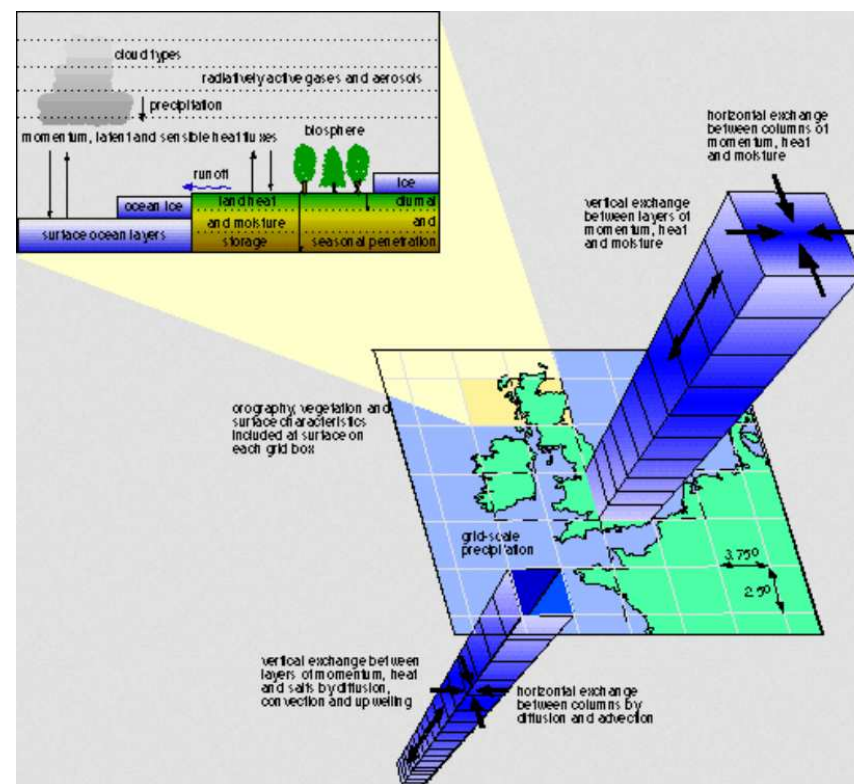 cloud types
radiatively active gases and aerosols
precipitation
momentum, latent and sensible heat fluxes
biosphere
run off
ice
ocean ice
land heat
diurnal
surface ocean layers
and moisture
and
storage
seasonal penetration
horizontal exchange
between columns of
momentum, heat
and moisture
vertical exchange
between layers of
momentum, heat
and moisture
orography, vegetation and
surface characteristics
included at surface on
each grid box
grid-scale
precipitation
3.75°
2.5°
vertical exchange between
layers of momentum, heat
and salts by diffusion,
convection and upwelling
horizontal exchange
between columns by
diffusion and advection